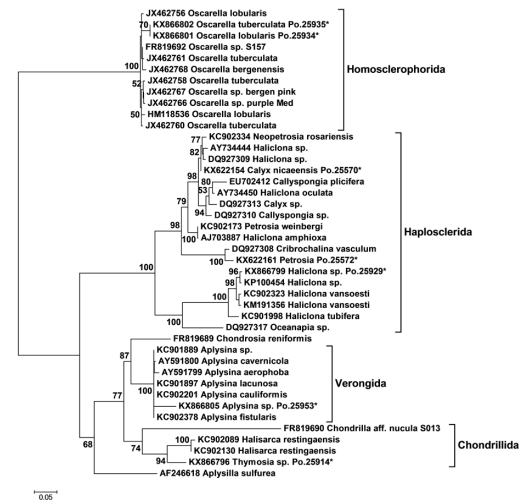 JX462756 Oscarella lobularis
70
KX866802 Oscarella tuberculata Po.25935*
KX866801 Oscarella lobularis Po.25934*
FR819692 Oscarella sp. S157
JX462761 Oscarella tuberculata
100
JX462768 Oscarella bergenensis
Homosclerophorida
52
JX462758 Oscarella tuberculata
JX462767 Oscarella sp. bergen pink
JX462766 Oscarella sp. purple Med
50
HM118536 Oscarella lobularis
JX462760 Oscarella tuberculata
77
KC902334 Neopetrosia rosariensis
82
AY734444 Haliclona sp.
DQ927309 Haliclona sp.
98
KX622154 Calyx nicaeensis Po.25570*
80
EU702412 Callyspongia plicifera
53
AY734450 Haliclona oculata
79
DQ927313 Calyx sp.
94
DQ927310 Callyspongia sp.
98
KC902173 Petrosia weinbergi
Haplosclerida
100
AJ703887 Haliclona amphioxa
DQ927308 Cribrochalina vasculum
100
KX622161 Petrosia Po.25572*
100
96
KX866799 Haliclona sp. Po.25929*
98
KP100454 Haliclona sp.
KC902323 Haliclona vansoesti
100
KM191356 Haliclona vansoesti
KC901998 Haliclona tubifera
100
DQ927317 Oceanapia sp.
FR819689 Chondrosia reniformis
87
KC901889 Aplysina sp.
AY591800 Aplysina cavernicola
AY591799 Aplysina aerophoba
100
KC901897 Aplysina lacunosa
Verongida
77
KC902201 Aplysina cauliformis
KX866805 Aplysina sp. Po.25953*
KC902378 Aplysina fistularis
FR819690 Chondrilla aff. nucula S013
68
74
100
KC902089 Halisarca restingaensis
Chondrillida
KC902130 Halisarca restingaensis
94
KX866796 Thymosia sp. Po.25914*
AF246618 Aplysilla sulfurea
0.05